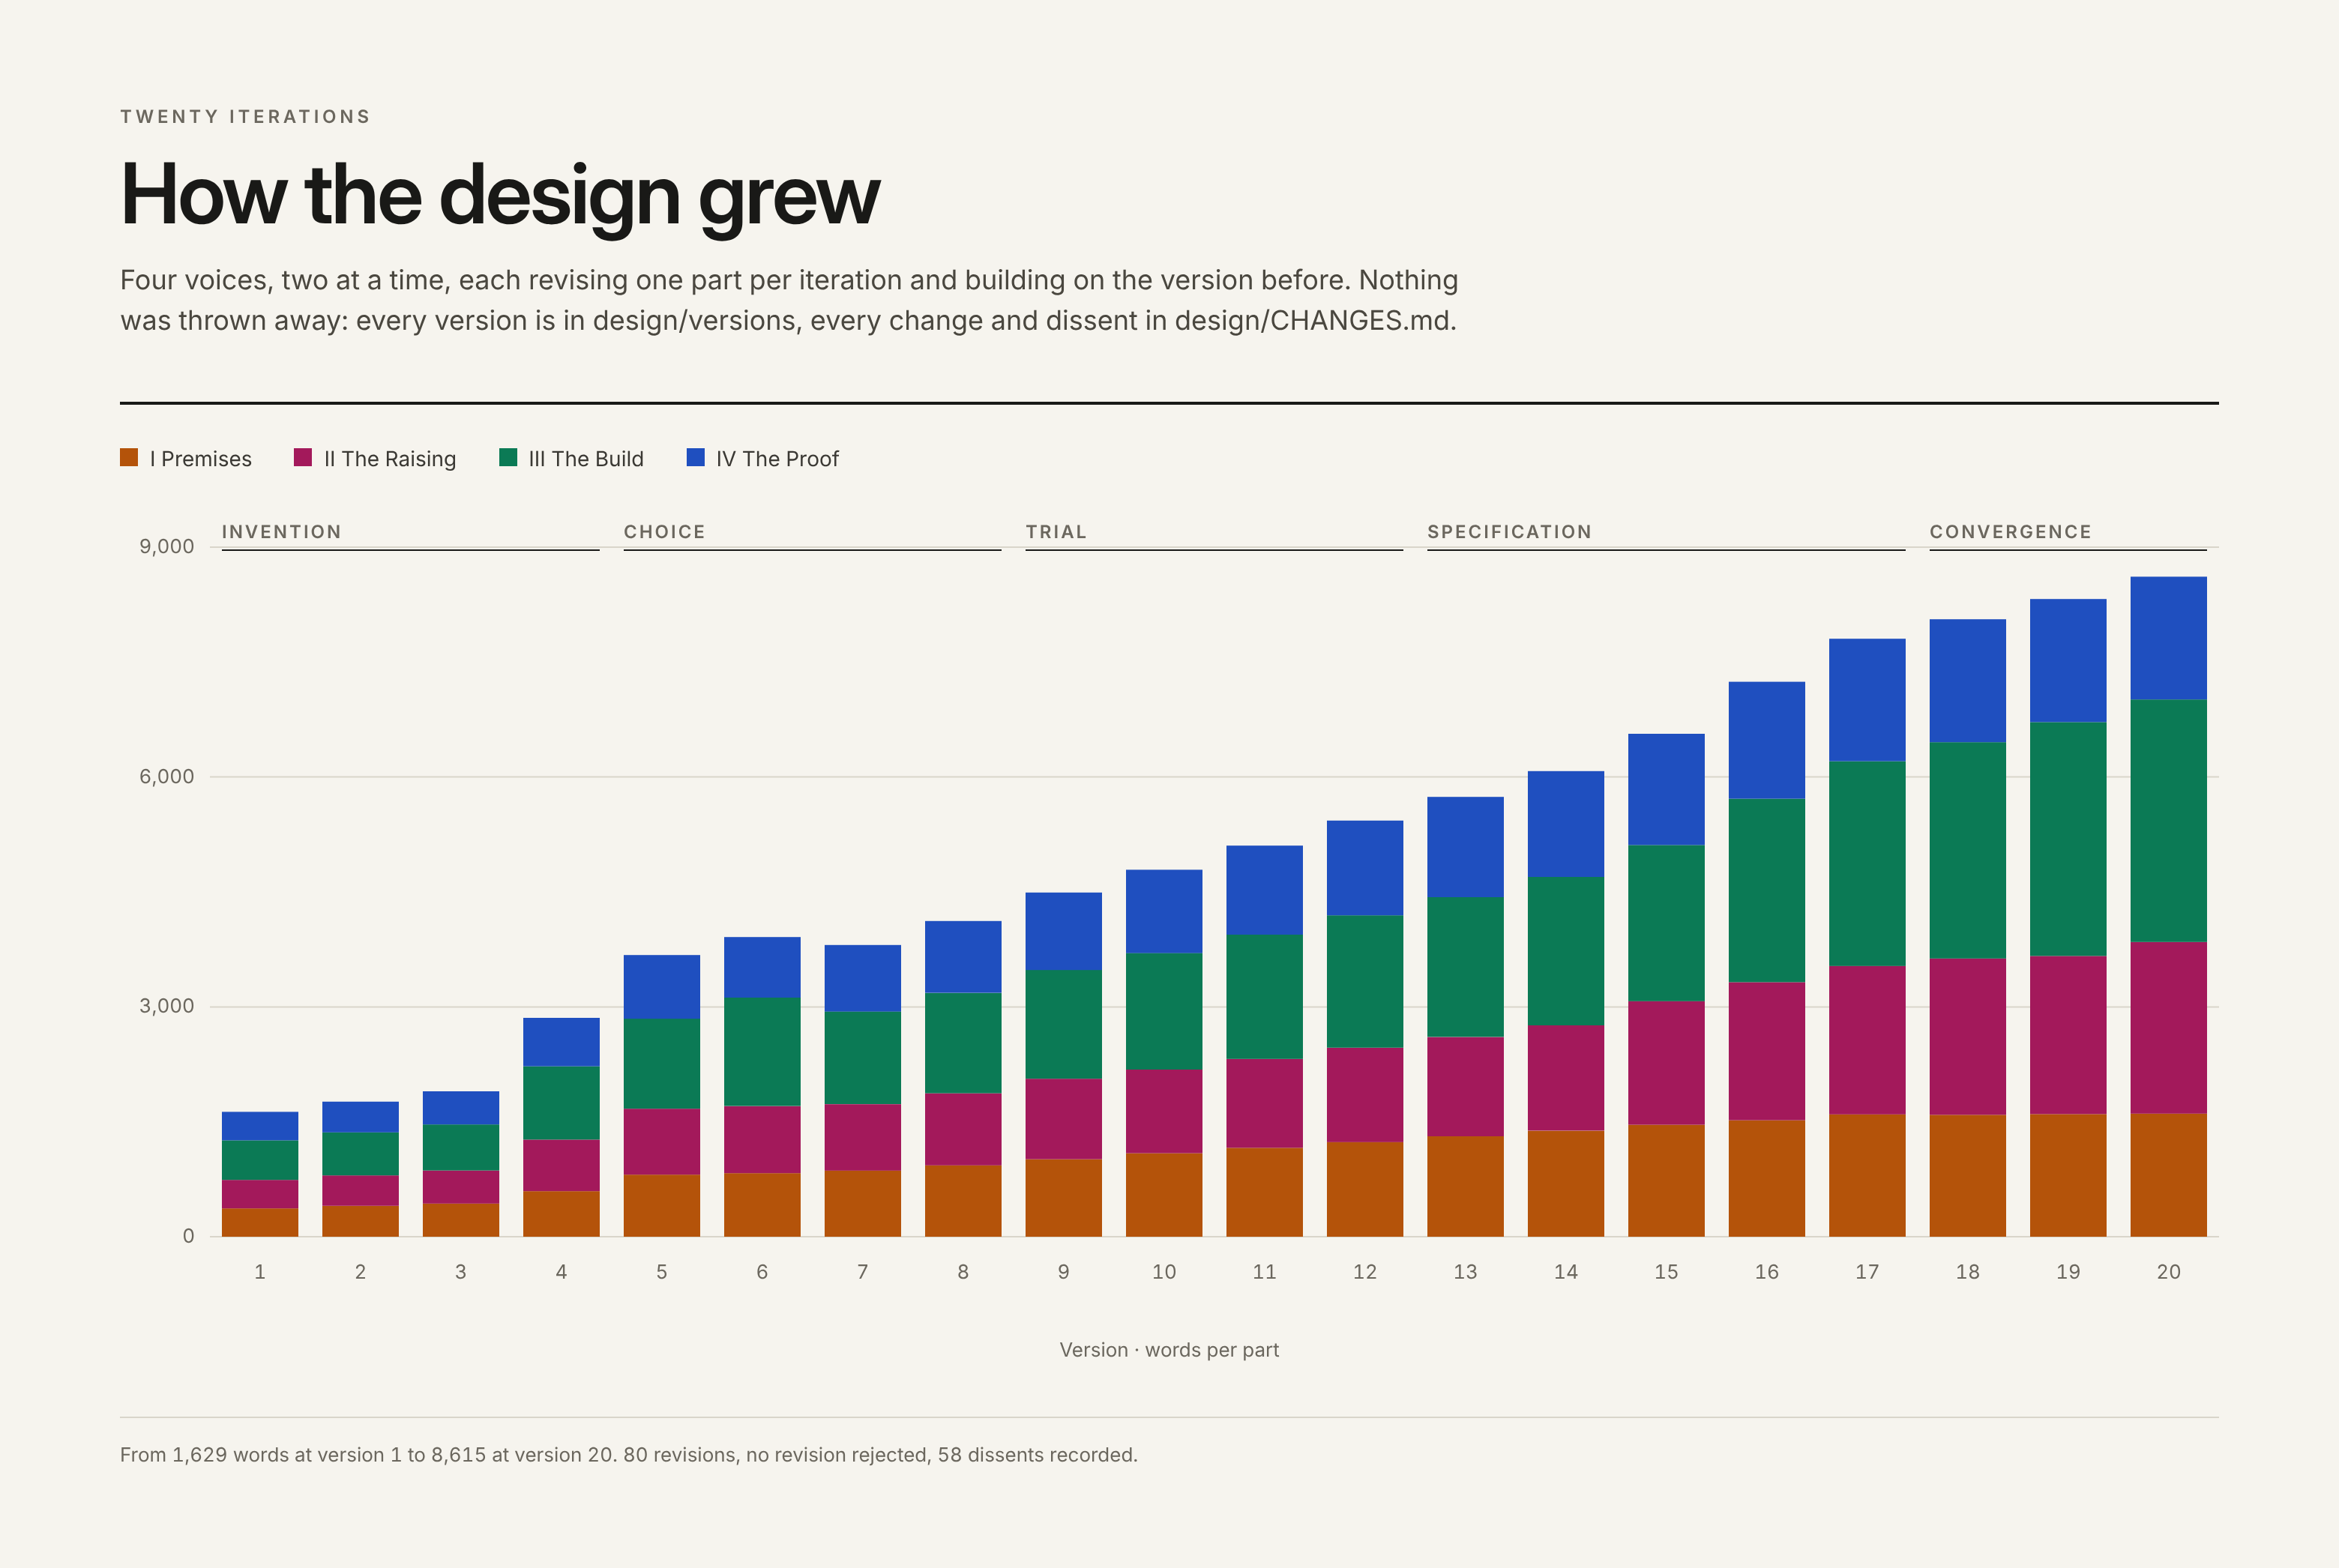 TWENTY ITERATIONS
How the design grew
Four voices, two at a time, each revising one part per iteration and building on the version before. Nothing
was thrown away: every version is in design/versions, every change and dissent in design/CHANGES.md.
I Premises
II The Raising
III The Build
IV The Proof
INVENTION
CHOICE
TRIAL
SPECIFICATION
CONVERGENCE
9,000
6,000
3,000
0
1 2 3 4 5 6 7 8 9 10 11 12 13 14 15 16 17 18 19 20
Version · words per part
From 1,629 words at version 1 to 8,615 at version 20. 80 revisions, no revision rejected, 58 dissents recorded.